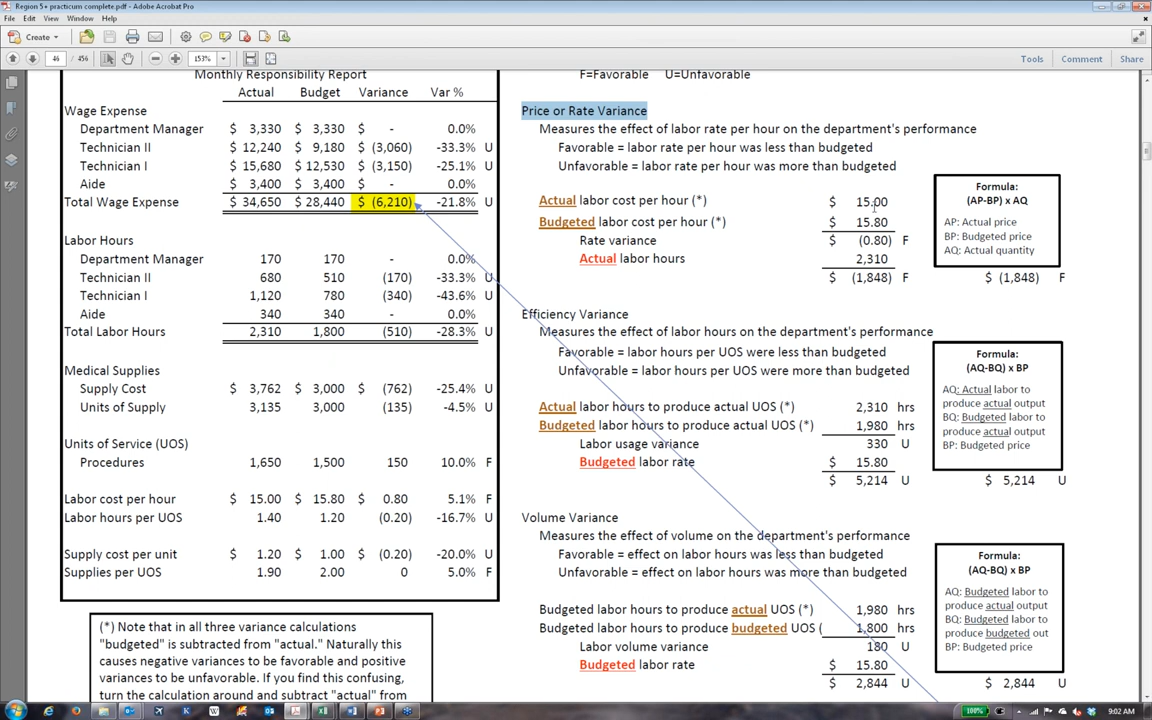 Region 5+ practicum complete.pdf - Adobe Acrobat Pro
File Edit View Window Help
Create
46 / 456 153% Tools Comment Share
Monthly Responsibility Report
Actual Budget Variance Var %
Wage Expense
Department Manager $ 3,330 $ 3,330 $ - 0.0%
Technician II $ 12,240 $ 9,180 $ (3,060) -33.3% U
Technician I $ 15,680 $ 12,530 $ (3,150) -25.1% U
Aide $ 3,400 $ 3,400 $ - 0.0%
Total Wage Expense $ 34,650 $ 28,440 $ (6,210) -21.8% U
Labor Hours
Department Manager 170 170 - 0.0%
Technician II 680 510 (170) -33.3% U
Technician I 1,120 780 (340) -43.6% U
Aide 340 340 - 0.0%
Total Labor Hours 2,310 1,800 (510) -28.3% U
Medical Supplies
Supply Cost $ 3,762 $ 3,000 $ (762) -25.4% U
Units of Supply 3,135 3,000 (135) -4.5% U
Units of Service (UOS)
Procedures 1,650 1,500 150 10.0% F
Labor cost per hour $ 15.00 $ 15.80 $ 0.80 5.1% F
Labor hours per UOS 1.40 1.20 (0.20) -16.7% U
Supply cost per unit $ 1.20 $ 1.00 $ (0.20) -20.0% U
Supplies per UOS 1.90 2.00 0 5.0% F
(*) Note that in all three variance calculations
"budgeted" is subtracted from "actual." Naturally this
causes negative variances to be favorable and positive
variances to be unfavorable. If you find this confusing,
turn the calculation around and subtract "actual" from
F=Favorable U=Unfavorable
Price or Rate Variance
Measures the effect of labor rate per hour on the department's performance
Favorable = labor rate per hour was less than budgeted
Unfavorable = labor rate per hour was more than budgeted
Actual labor cost per hour (*) $ 15.00
Budgeted labor cost per hour (*) $ 15.80
Rate variance $ (0.80) F
Actual labor hours 2,310
$ (1,848) F $ (1,848) F
Formula:
(AP-BP) x AQ
AP: Actual price
BP: Budgeted price
AQ: Actual quantity
Efficiency Variance
Measures the effect of labor hours on the department's performance
Favorable = labor hours per UOS were less than budgeted
Unfavorable = labor hours per UOS were more than budgeted
Actual labor hours to produce actual UOS (*) 2,310 hrs
Budgeted labor hours to produce actual UOS (*) 1,980 hrs
Labor usage variance 330 U
Budgeted labor rate $ 15.80
$ 5,214 U $ 5,214 U
Formula:
(AQ-BQ) x BP
AQ: Actual labor to
produce actual output
BQ: Budgeted labor to
produce actual output
BP: Budgeted price
Volume Variance
Measures the effect of volume on the department's performance
Favorable = effect on labor hours was less than budgeted
Unfavorable = effect on labor hours was more than budgeted
Budgeted labor hours to produce actual UOS (*) 1,980 hrs
Budgeted labor hours to produce budgeted UOS ( 1,800 hrs
Labor volume variance 180 U
Budgeted labor rate $ 15.80
$ 2,844 U $ 2,844 U
Formula:
(AQ-BQ) x BP
AQ: Budgeted labor to
produce actual output
BQ: Budgeted labor to
produce budgeted out
BP: Budgeted price
100% 9:02 AM